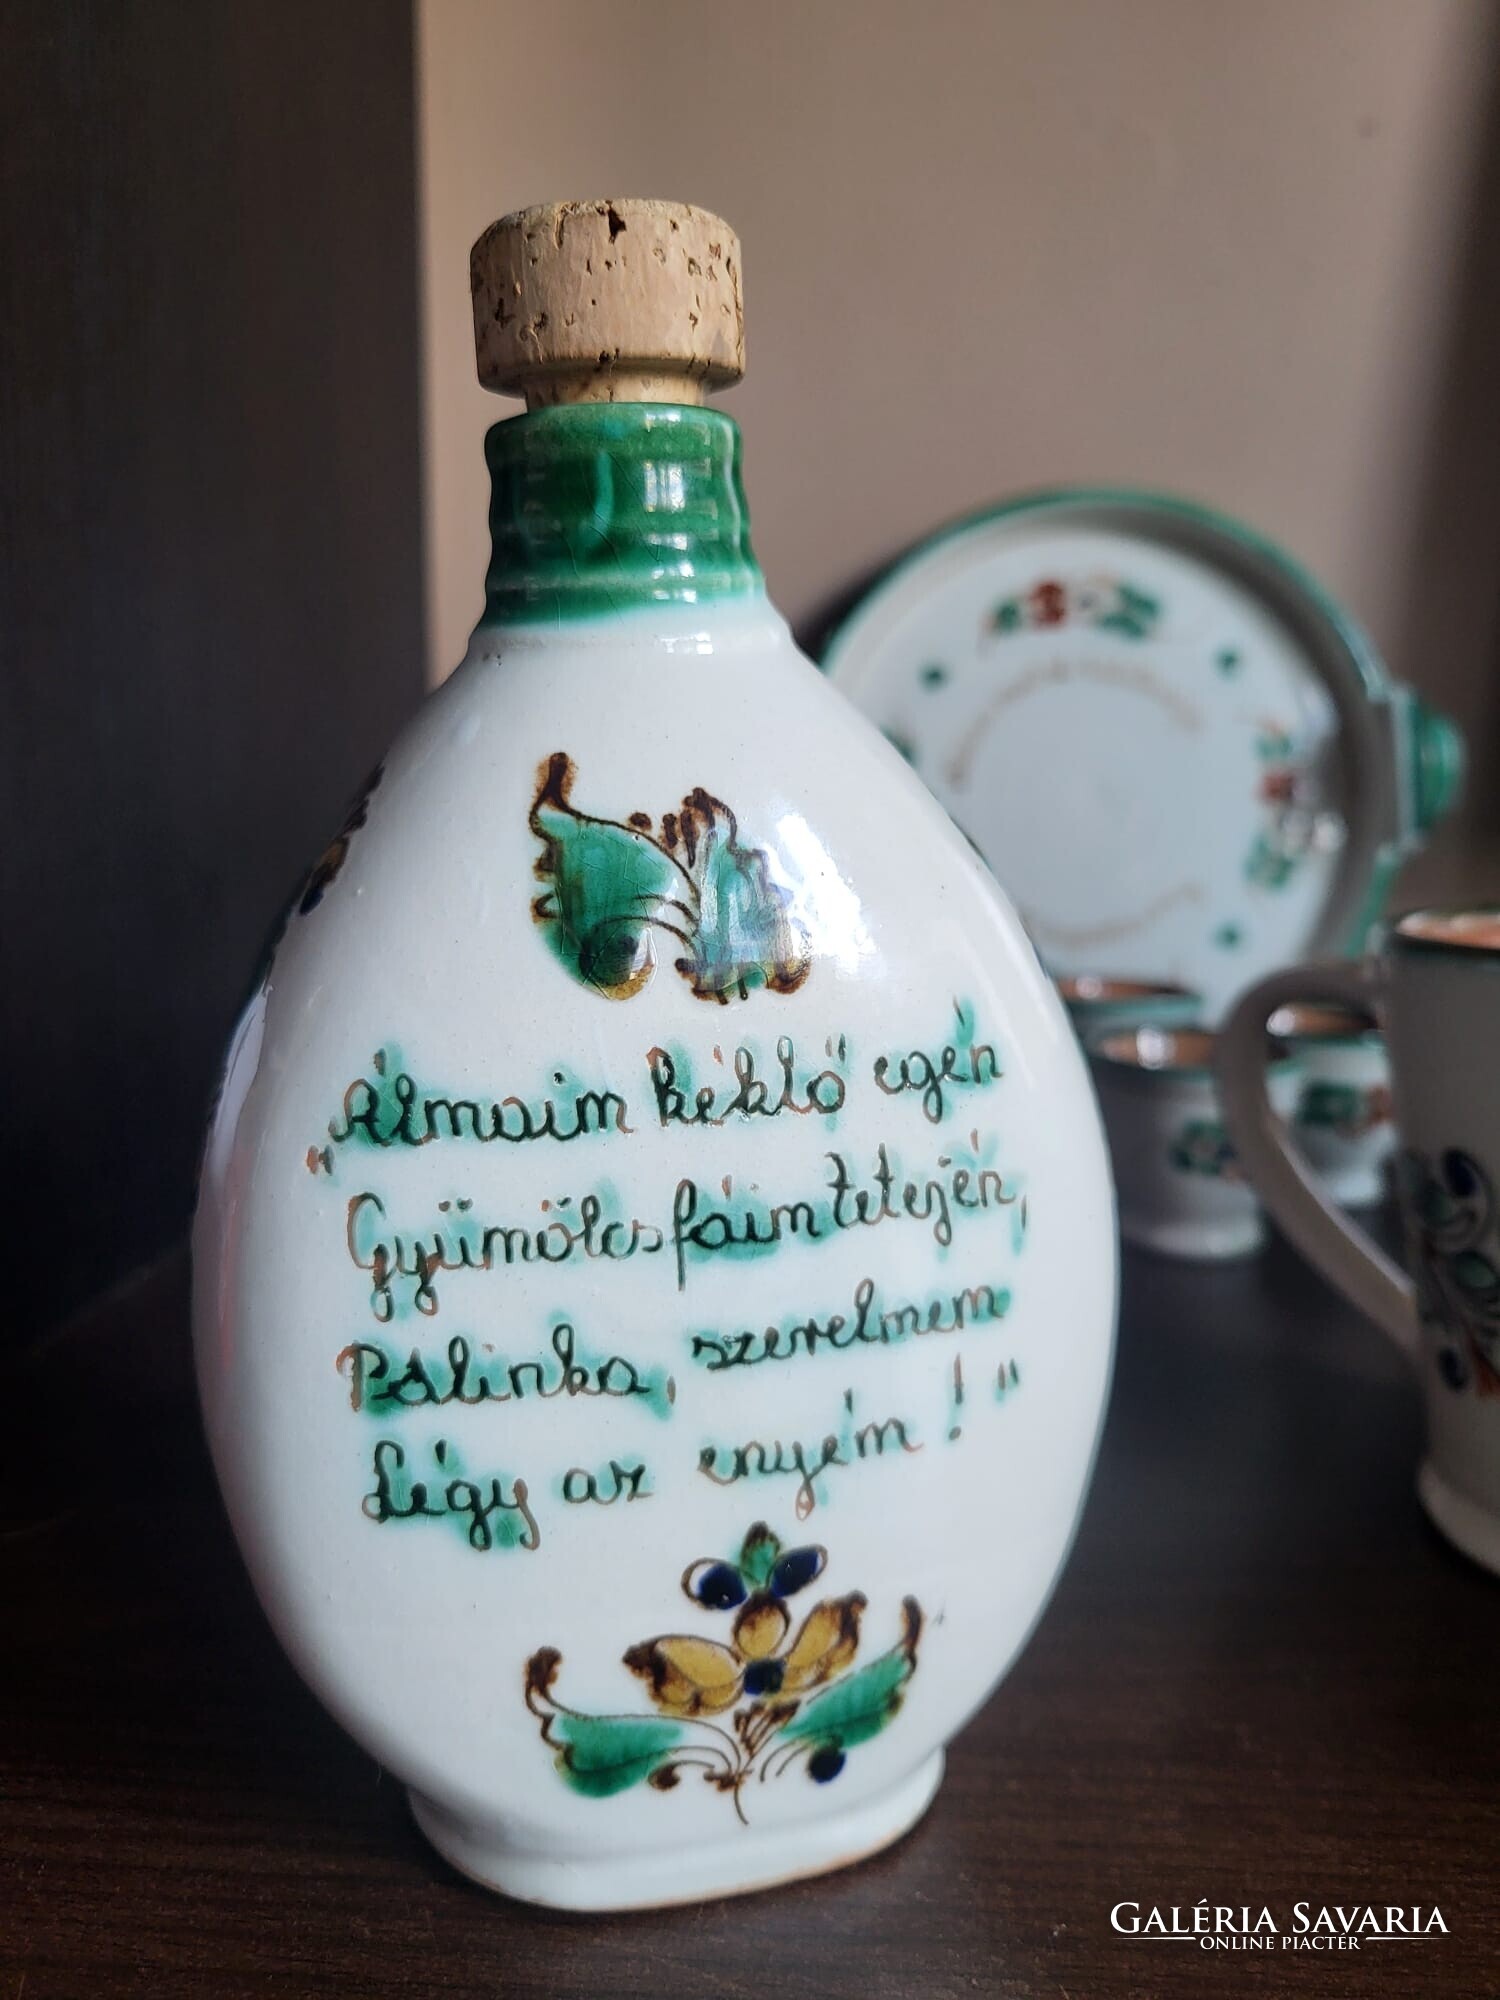 „Álmaim kéklő egén
Gyümölcsfáim tetején,
Pálinka, szerelmem
Légy az enyém!"
GALÉRIA SAVARIA
ONLINE PIACTÉR